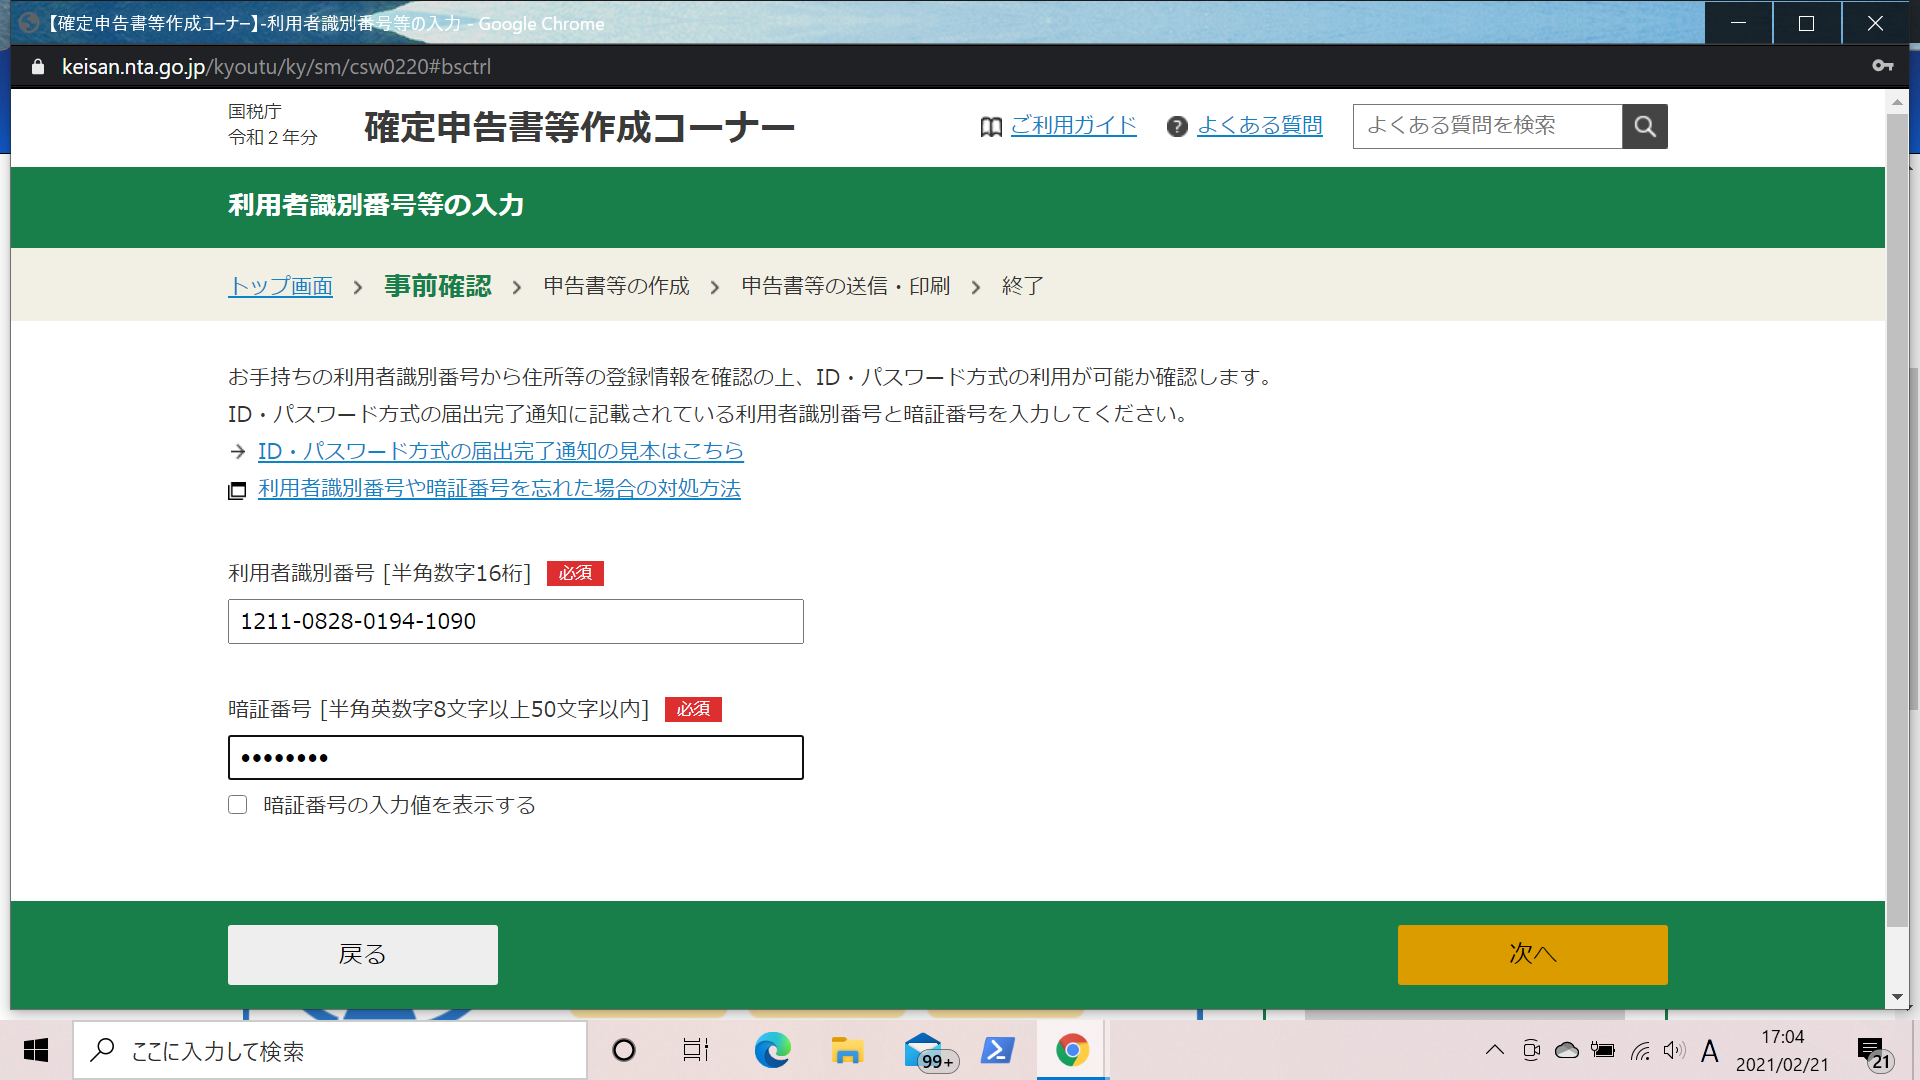 【確定申告書等作成コーナー】-利用者識別番号等の入力 - Google Chrome
keisan.nta.go.jp/kyoutu/ky/sm/csw0220#bsctrl
国税庁
令和2年分
確定申告書等作成コーナー
ご利用ガイド
よくある質問
よくある質問を検索
利用者識別番号等の入力
トップ画面 > 事前確認 > 申告書等の作成 > 申告書等の送信・印刷 > 終了
お手持ちの利用者識別番号から住所等の登録情報を確認の上、ID・パスワード方式の利用が可能か確認します。
ID・パスワード方式の届出完了通知に記載されている利用者識別番号と暗証番号を入力してください。
→ ID・パスワード方式の届出完了通知の見本はこちら
利用者識別番号や暗証番号を忘れた場合の対処方法
利用者識別番号 [半角数字16桁] 必須
1211-0828-0194-1090
暗証番号 [半角英数字8文字以上50文字以内] 必須
••••••••
暗証番号の入力値を表示する
戻る
次へ
ここに入力して検索
99+
A
17:04
2021/02/21
21